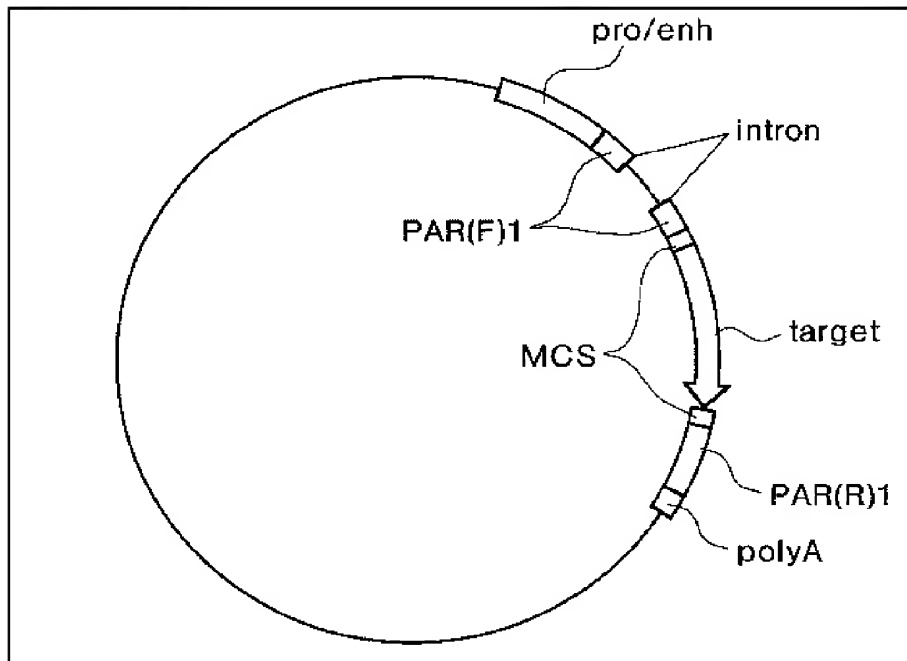 pro/enh
intron
PAR(F)1
target
MCS
PAR(R)1
polyA